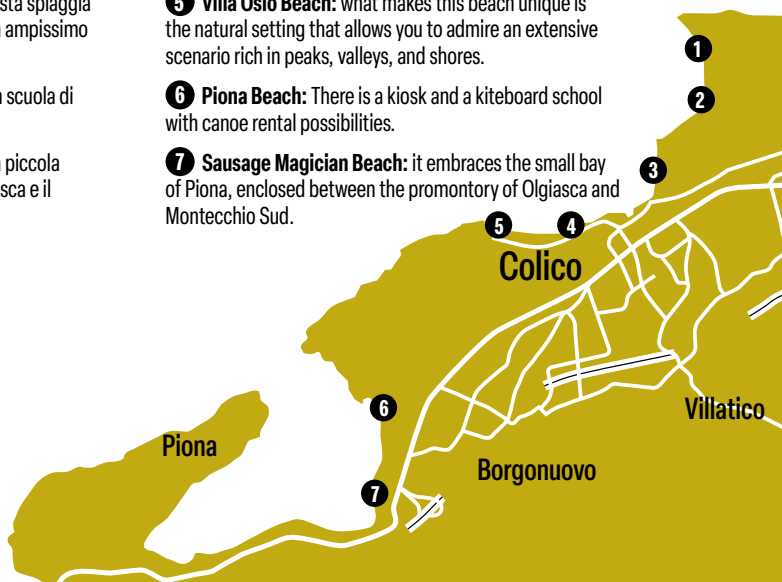 sta spiaggia
ampissimo
scuola di
piccola
sca e il
5 Villa Osio Beach: what makes this beach unique is
the natural setting that allows you to admire an extensive
scenario rich in peaks, valleys, and shores.
6 Piona Beach: There is a kiosk and a kiteboard school
with canoe rental possibilities.
7 Sausage Magician Beach: it embraces the small bay
of Piona, enclosed between the promontory of Olgiasca and
Montecchio Sud.
1
2
3
5 4
Colico
6
Villatico
Piona
Borgonuovo
7